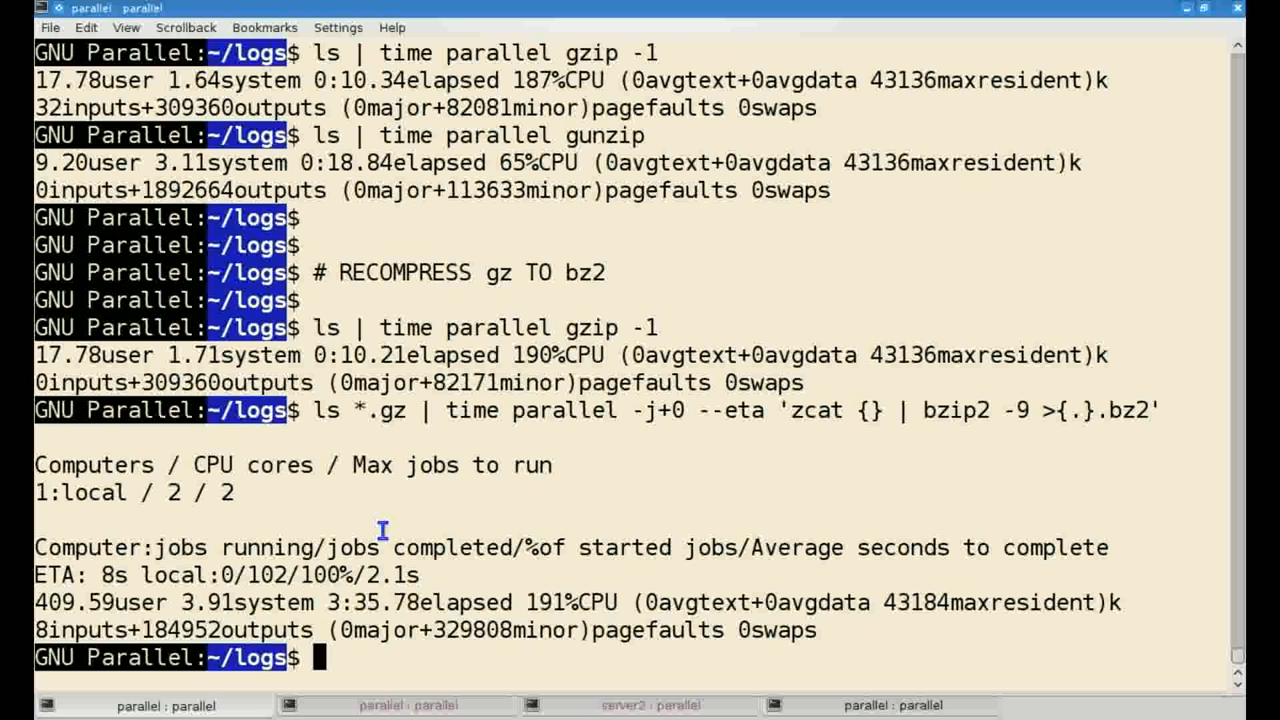 parallel : parallel
File Edit View Scrollback Bookmarks Settings Help
GNU Parallel:~/logs$ ls | time parallel gzip -1
17.78user 1.64system 0:10.34elapsed 187%CPU (0avgtext+0avgdata 43136maxresident)k
32inputs+309360outputs (0major+82081minor)pagefaults 0swaps
GNU Parallel:~/logs$ ls | time parallel gunzip
9.20user 3.11system 0:18.84elapsed 65%CPU (0avgtext+0avgdata 43136maxresident)k
0inputs+1892664outputs (0major+113633minor)pagefaults 0swaps
GNU Parallel:~/logs$
GNU Parallel:~/logs$
GNU Parallel:~/logs$ # RECOMPRESS gz TO bz2
GNU Parallel:~/logs$
GNU Parallel:~/logs$ ls | time parallel gzip -1
17.78user 1.71system 0:10.21elapsed 190%CPU (0avgtext+0avgdata 43136maxresident)k
0inputs+309360outputs (0major+82171minor)pagefaults 0swaps
GNU Parallel:~/logs$ ls *.gz | time parallel -j+0 --eta 'zcat {} | bzip2 -9 >{.}.bz2'
Computers / CPU cores / Max jobs to run
1:local / 2 / 2
Computer:jobs running/jobs completed/%of started jobs/Average seconds to complete
ETA: 8s local:0/102/100%/2.1s
409.59user 3.91system 3:35.78elapsed 191%CPU (0avgtext+0avgdata 43184maxresident)k
8inputs+184952outputs (0major+329808minor)pagefaults 0swaps
GNU Parallel:~/logs$
parallel : parallel parallel : parallel server2 : parallel parallel : parallel